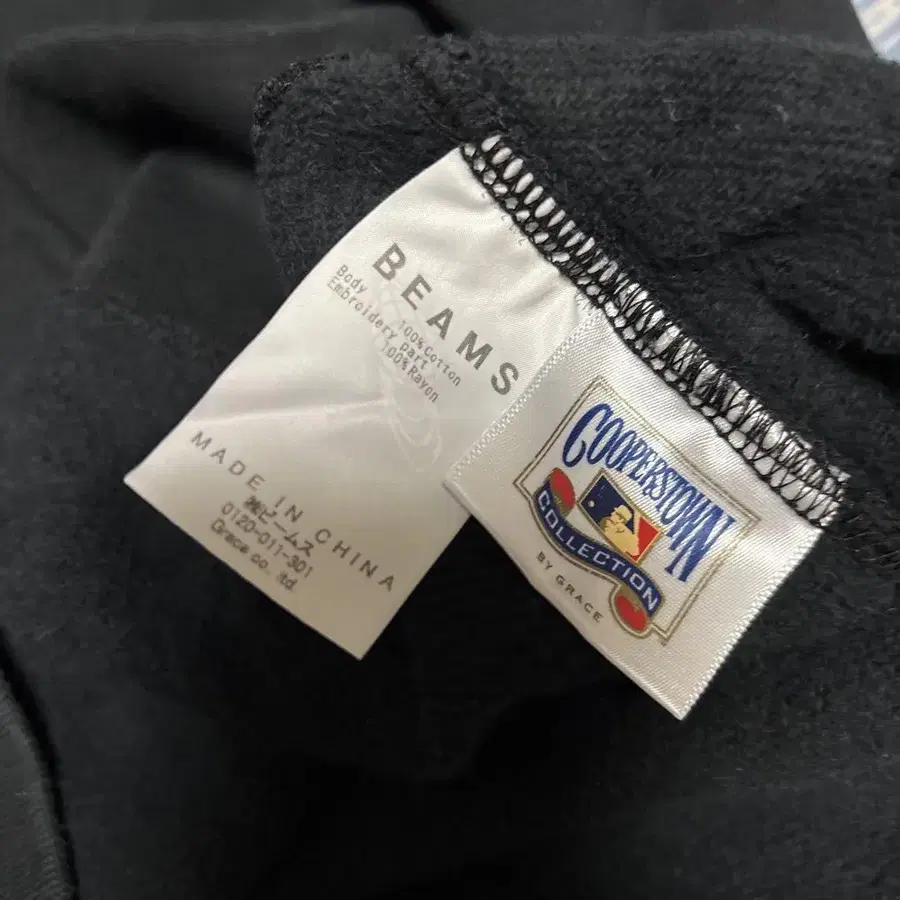 BEAMS
Body
100%Cotton
Embroidery part
100%Rayon
MADE IN CHINA
㈱ビームス
0120-011-301
Grace co.,ltd.
COOPERSTOWN
COLLECTION
BY GRACE